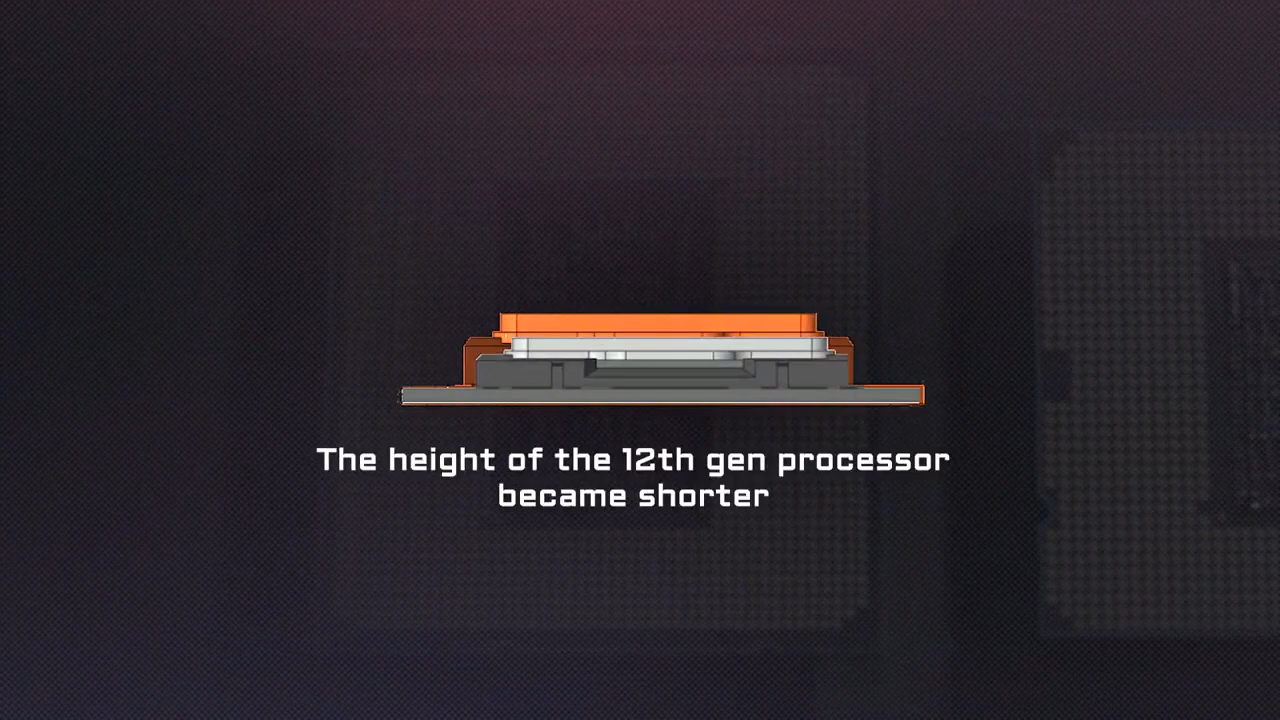 The height of the 12th gen processor
became shorter